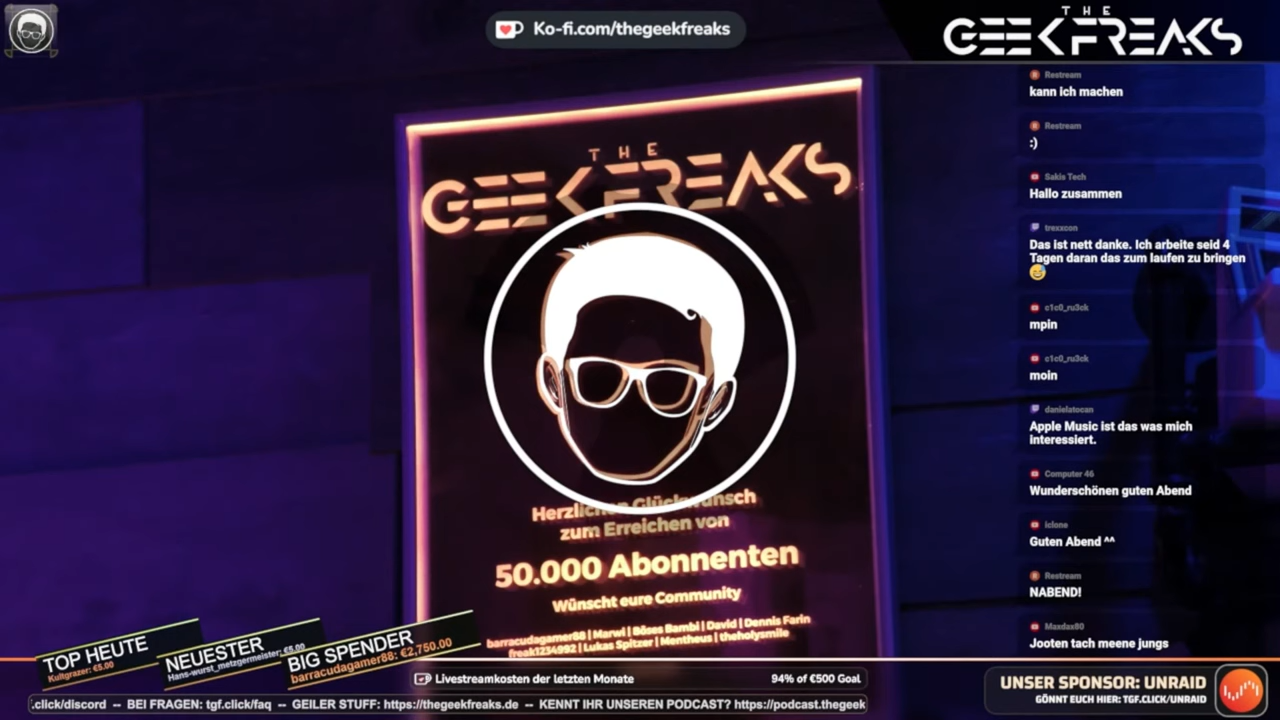 Ko-fi.com/thegeekfreaks
THE
GEEKFREAKS
THE
GEEKFREAKS
Herzlichen Glückwunsch
zum Erreichen von
50.000 Abonnenten
Wünscht eure Community
barracudagamer88 | Marwi | Böses Bambi | David | Dennis Farin
freak1234992 | Lukas Spitzer | Mentheus | theholysmile
Restream
kann ich machen
Restream
:)
Sakis Tech
Hallo zusammen
trexxcon
Das ist nett danke. Ich arbeite seid 4
Tagen daran das zum laufen zu bringen
😅
c1c0_ru3ck
mpin
c1c0_ru3ck
moin
danielatocan
Apple Music ist das was mich
interessiert.
Computer 46
Wunderschönen guten Abend
iclone
Guten Abend ^^
Restream
NABEND!
Maxdax80
Jooten tach meene jungs
TOP HEUTE
Kultgrazer: €5.00
NEUESTER
Hans-wurst_metzgermeister: €5.00
BIG SPENDER
barracudagamer88: €2,750.00
Livestreamkosten der letzten Monate
94% of €500 Goal
.click/discord -- BEI FRAGEN: tgf.click/faq -- GEILER STUFF: https://thegeekfreaks.de -- KENNT IHR UNSEREN PODCAST? https://podcast.thegeek
UNSER SPONSOR: UNRAID
GÖNNT EUCH HIER: TGF.CLICK/UNRAID